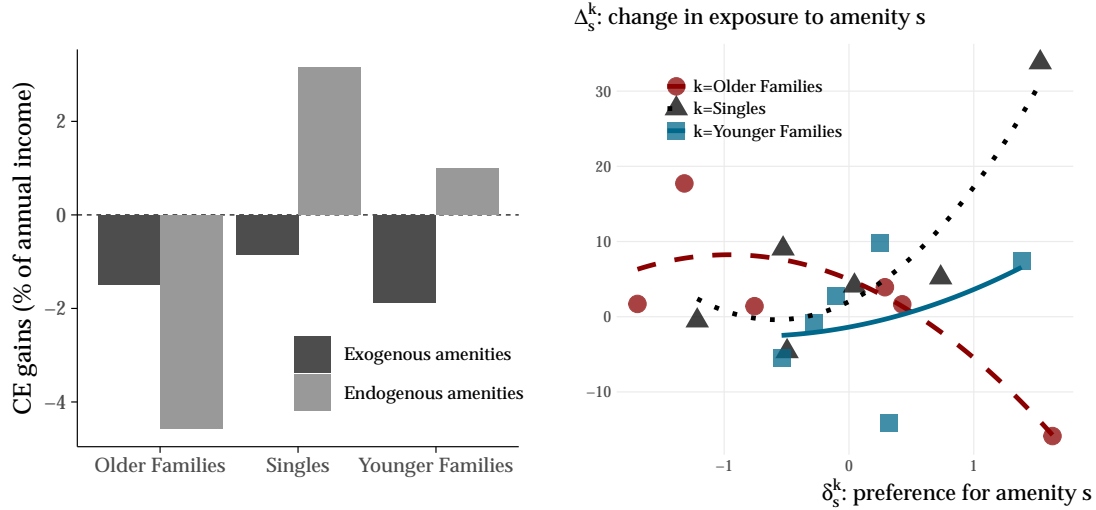 CE gains (% of annual income)
2
0
−2
−4
Exogenous amenities
Endogenous amenities
Older Families
Singles
Younger Families
Δₛᵏ: change in exposure to amenity s
k=Older Families
k=Singles
k=Younger Families
30
20
10
0
−10
−1
0
1
δₛᵏ: preference for amenity s